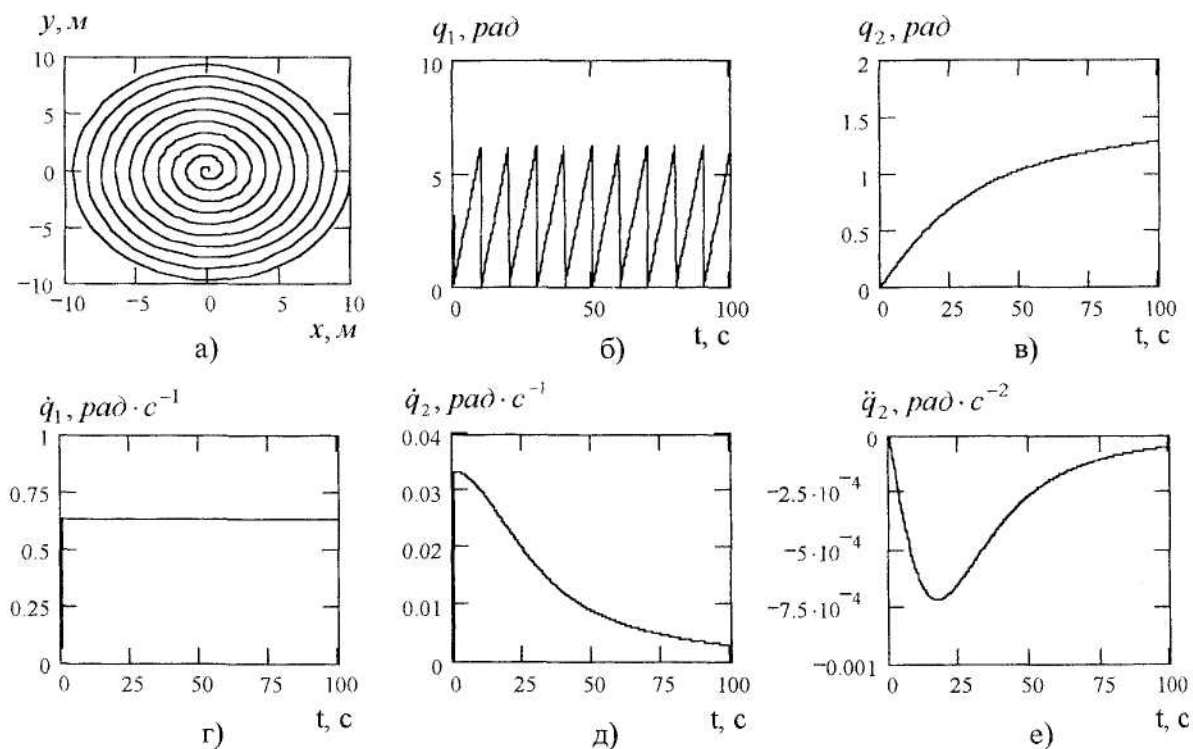 y, м
10
5
0
−5
−10
−10 −5 0 5 10
x, м
а)
q₁, рад
10
5
0
0 50 100
t, с
б)
q₂, рад
2
1.5
1
0.5
0
0 25 50 75 100
t, с
в)
q̇₁, рад · с⁻¹
1
0.75
0.5
0.25
0
0 25 50 75 100
t, с
г)
q̇₂, рад · с⁻¹
0.04
0.03
0.02
0.01
0
0 25 50 75 100
t, с
д)
q̈₂, рад · с⁻²
0
−2.5·10⁻⁴
−5·10⁻⁴
−7.5·10⁻⁴
−0.001
0 25 50 75 100
t, с
е)